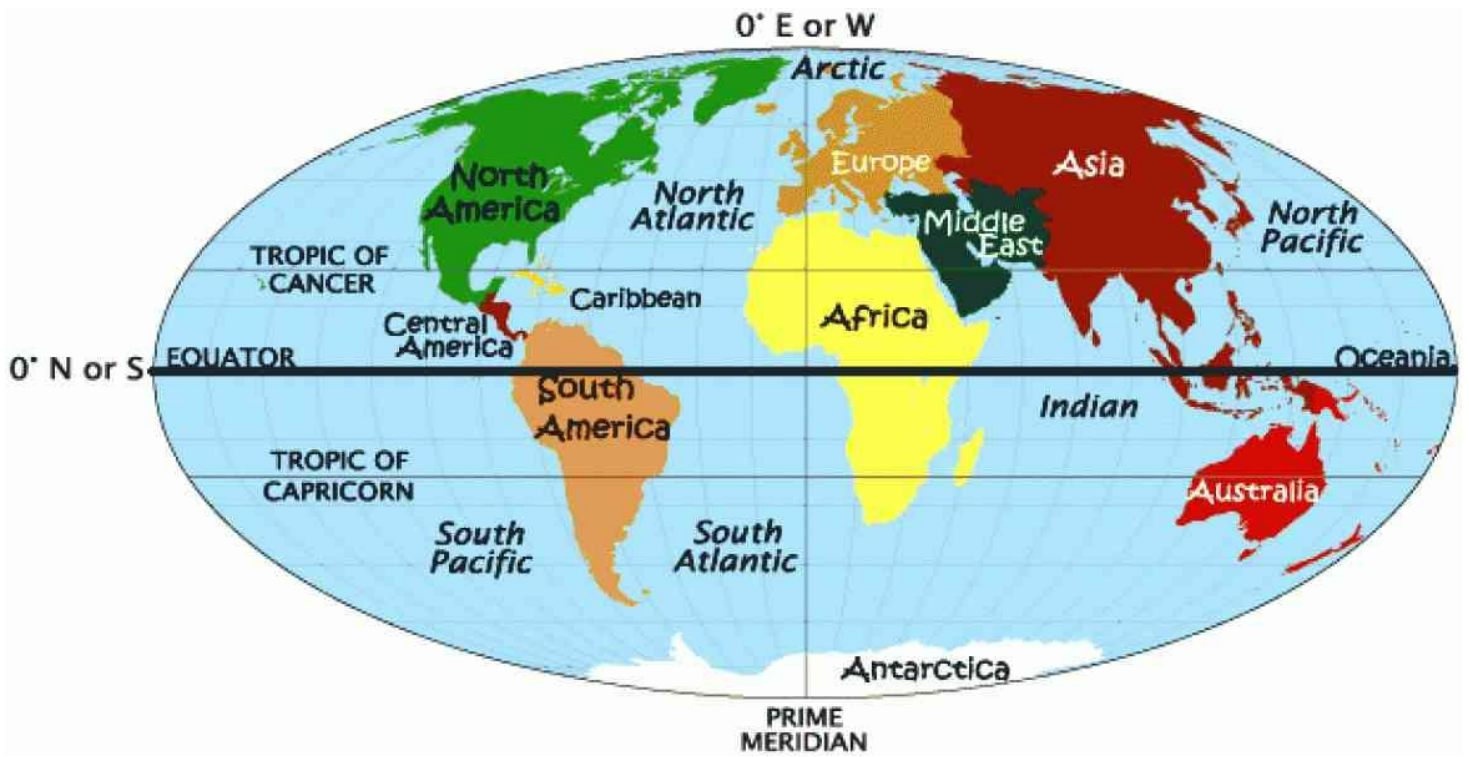 0° E or W
Arctic
North
America
Europe
Asia
North
Atlantic
Middle
East
North
Pacific
TROPIC OF
CANCER
Caribbean
Central
America
Africa
0° N or S
EQUATOR
Oceania
South
America
Indian
TROPIC OF
CAPRICORN
Australia
South
Pacific
South
Atlantic
Antarctica
PRIME
MERIDIAN